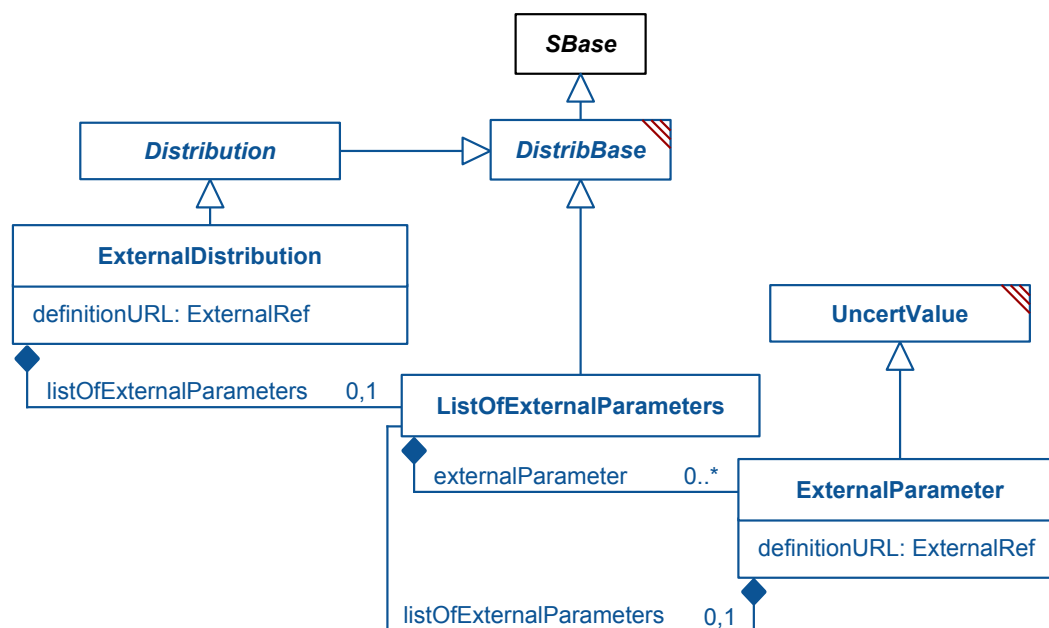 SBase
Distribution
DistribBase
ExternalDistribution
definitionURL: ExternalRef
UncertValue
listOfExternalParameters 0,1
ListOfExternalParameters
externalParameter 0..*
ExternalParameter
definitionURL: ExternalRef
listOfExternalParameters 0,1